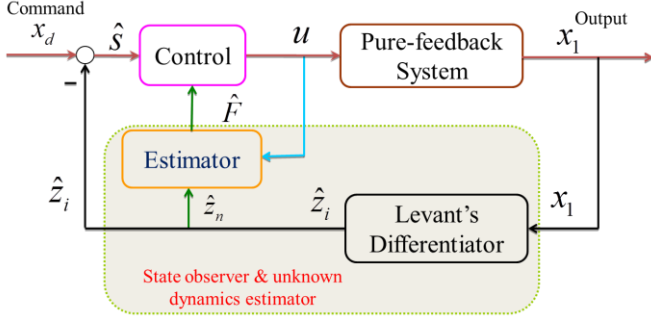 Command
x_d
−
ŝ
Control
u
Pure-feedback
System
Output
x_1
F̂
Estimator
ẑ_i
ẑ_n
ẑ_i
Levant's
Differentiator
x_1
State observer & unknown
dynamics estimator